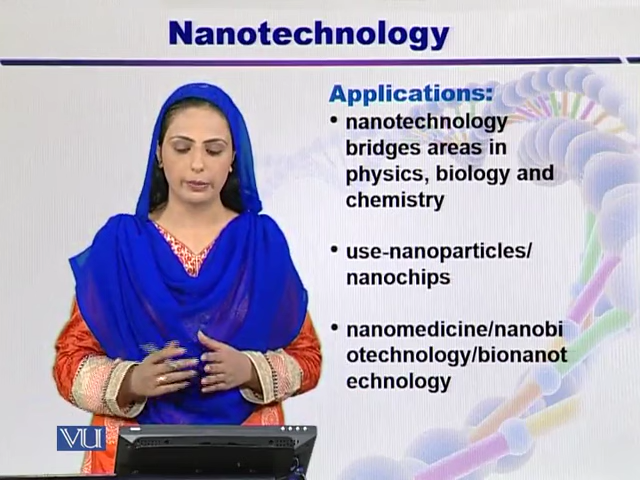 Nanotechnology
Applications:
• nanotechnology
bridges areas in
physics, biology and
chemistry
• use-nanoparticles/
nanochips
• nanomedicine/nanobi
otechnology/bionanot
echnology
VU